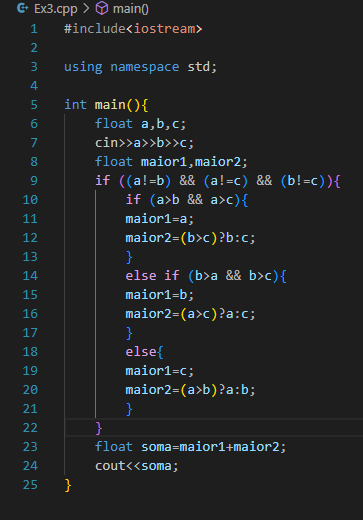 Ex3.cpp > main()
1 #include<iostream>
2
3 using namespace std;
4
5 int main(){
6 float a,b,c;
7 cin>>a>>b>>c;
8 float maior1,maior2;
9 if ((a!=b) && (a!=c) && (b!=c)){
10 if (a>b && a>c){
11 maior1=a;
12 maior2=(b>c)?b:c;
13 }
14 else if (b>a && b>c){
15 maior1=b;
16 maior2=(a>c)?a:c;
17 }
18 else{
19 maior1=c;
20 maior2=(a>b)?a:b;
21 }
22 }
23 float soma=maior1+maior2;
24 cout<<soma;
25 }